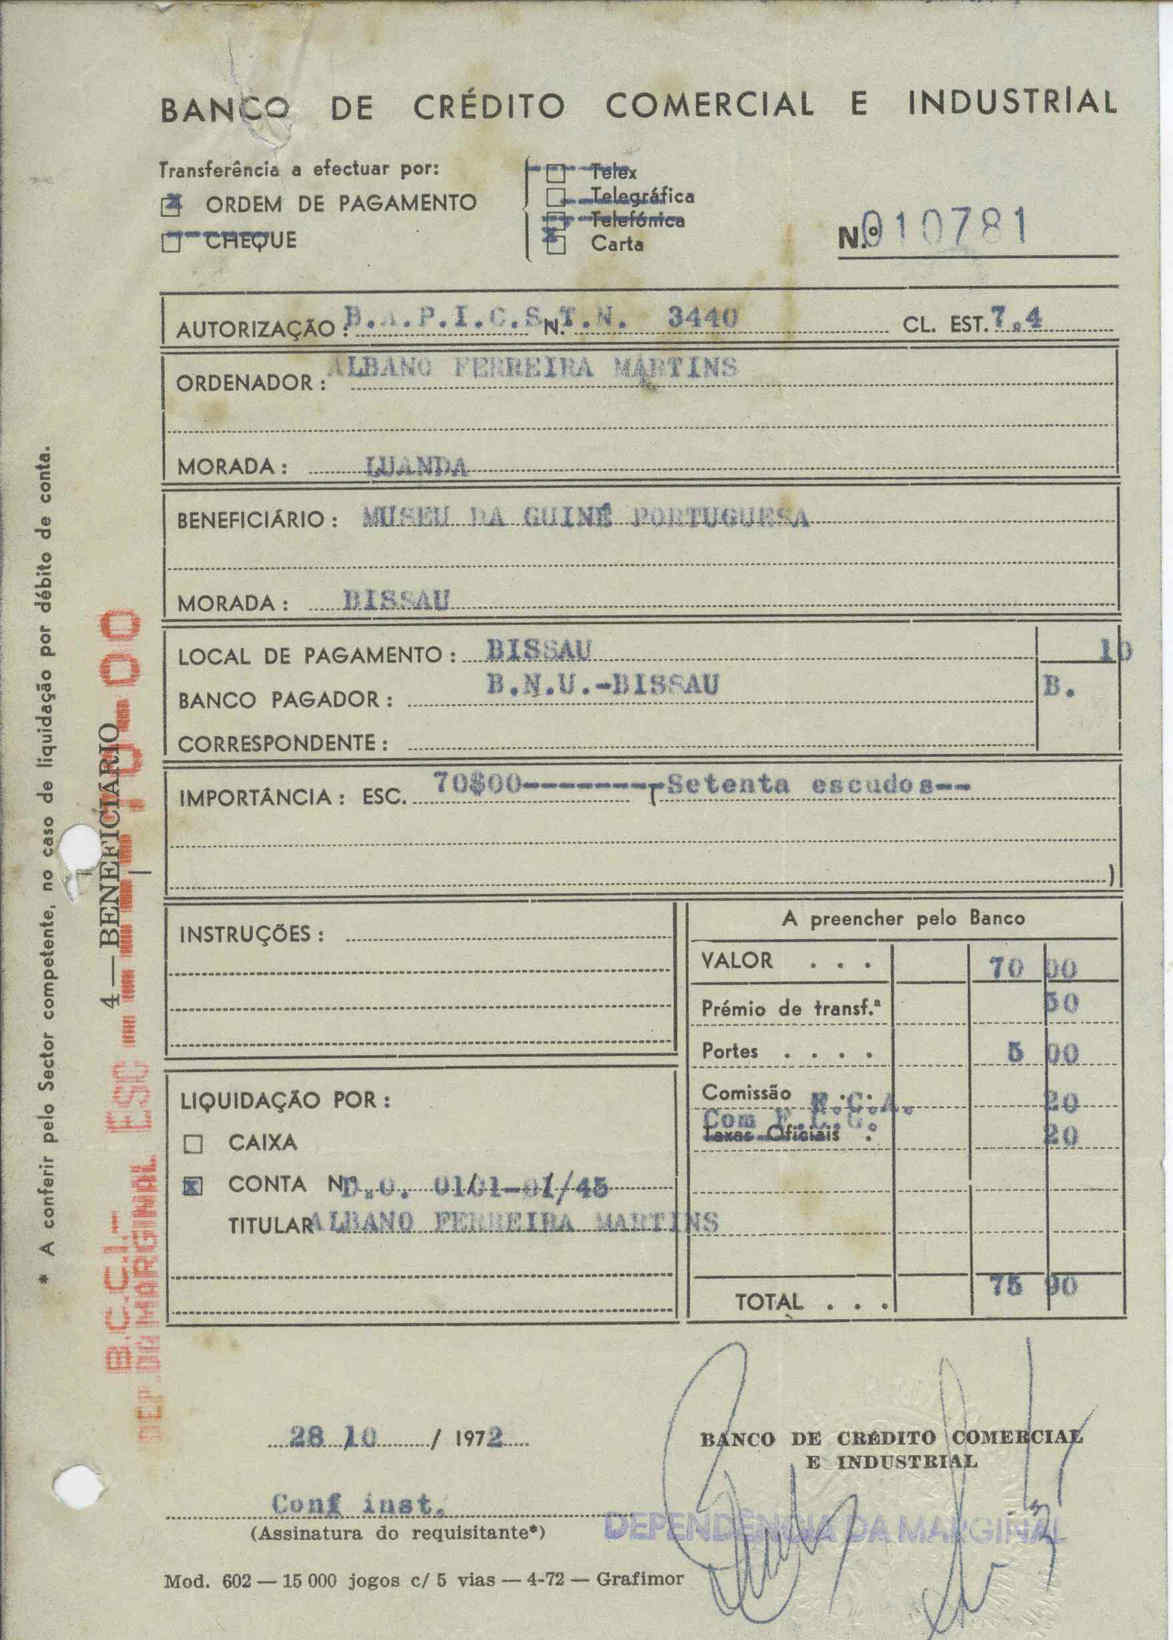 BANCO DE CRÉDITO COMERCIAL E INDUSTRIAL
Transferência a efectuar por:
ORDEM DE PAGAMENTO
CHEQUE
Telex
Telegráfica
Telefónica
Carta
N.º 010781
AUTORIZAÇÃO: B.A.P.I.C.S.T.N. N. 3440 CL. EST. 7.4
ORDENADOR: ALBANO FERREIRA MARTINS
MORADA: LUANDA
BENEFICIÁRIO: MUSEU DA GUINÉ PORTUGUESA
MORADA: BISSAU
LOCAL DE PAGAMENTO: BISSAU 10
BANCO PAGADOR: B.N.U.-BISSAU B.
CORRESPONDENTE:
IMPORTÂNCIA: ESC. 70$00--------(Setenta escudos--
)
INSTRUÇÕES:
A preencher pelo Banco
VALOR . . . 70 00
Prémio de transf.ª 50
Portes . . . . 5 00
Comissão 20
Com F.C.G.
Taxas Oficiais . 20
TOTAL . . . 75 90
LIQUIDAÇÃO POR:
CAIXA
CONTA N D.O. 0101-01/45
TITULAR ALBANO FERREIRA MARTINS
28 10 / 1972
Conf inst.
(Assinatura do requisitante*)
BANCO DE CRÉDITO COMERCIAL
E INDUSTRIAL
DEPENDÊNCIA DA MARGINAL
Mod. 602 — 15 000 jogos c/ 5 vias — 4-72 — Grafimor
* A conferir pelo Sector competente, no caso de liquidação por débito de conta.
4 — BENEFICIÁRIO
B.C.C.I.
DEP. DA MARGINAL ESC 70.00